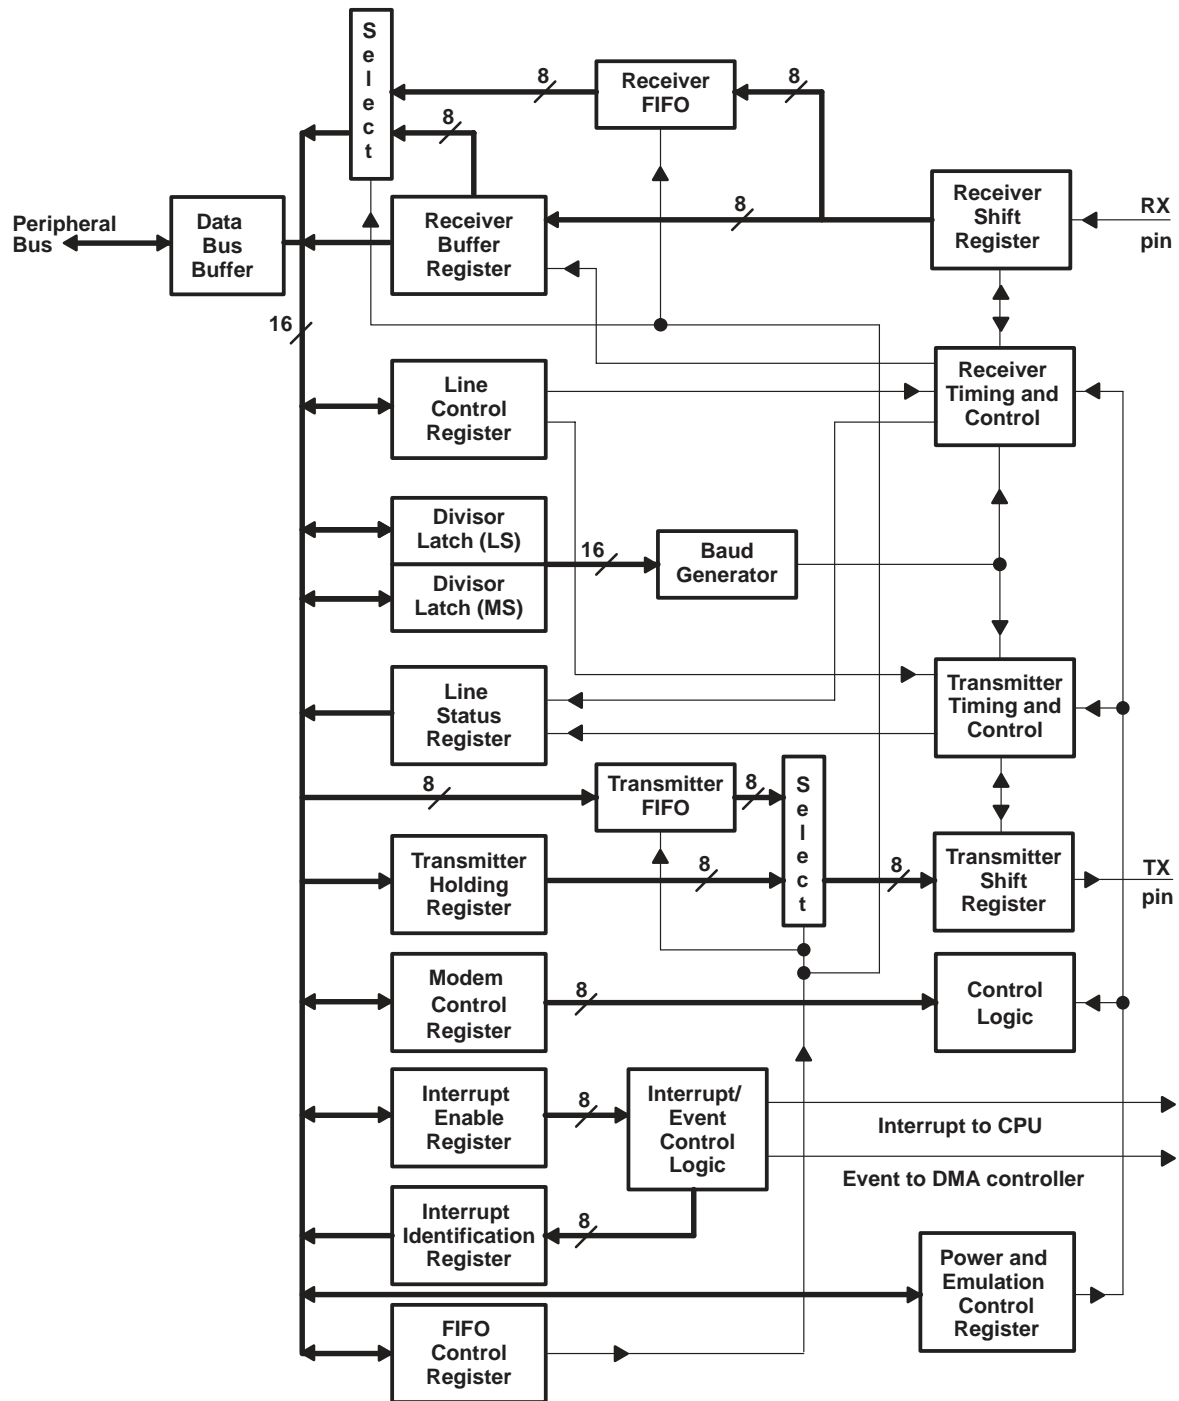 S
e
l
e
c
t
8
Receiver
FIFO
8
8
Peripheral
Bus
Data
Bus
Buffer
Receiver
Buffer
Register
8
Receiver
Shift
Register
RX
pin
16
Line
Control
Register
Receiver
Timing and
Control
Divisor
Latch (LS)
Divisor
Latch (MS)
16
Baud
Generator
Line
Status
Register
Transmitter
Timing and
Control
8
Transmitter
FIFO
8
S
e
l
e
c
t
Transmitter
Holding
Register
8
8
Transmitter
Shift
Register
TX
pin
Modem
Control
Register
8
Control
Logic
Interrupt
Enable
Register
8
Interrupt/
Event
Control
Logic
Interrupt to CPU
Event to DMA controller
Interrupt
Identification
Register
8
Power and
Emulation
Control
Register
FIFO
Control
Register